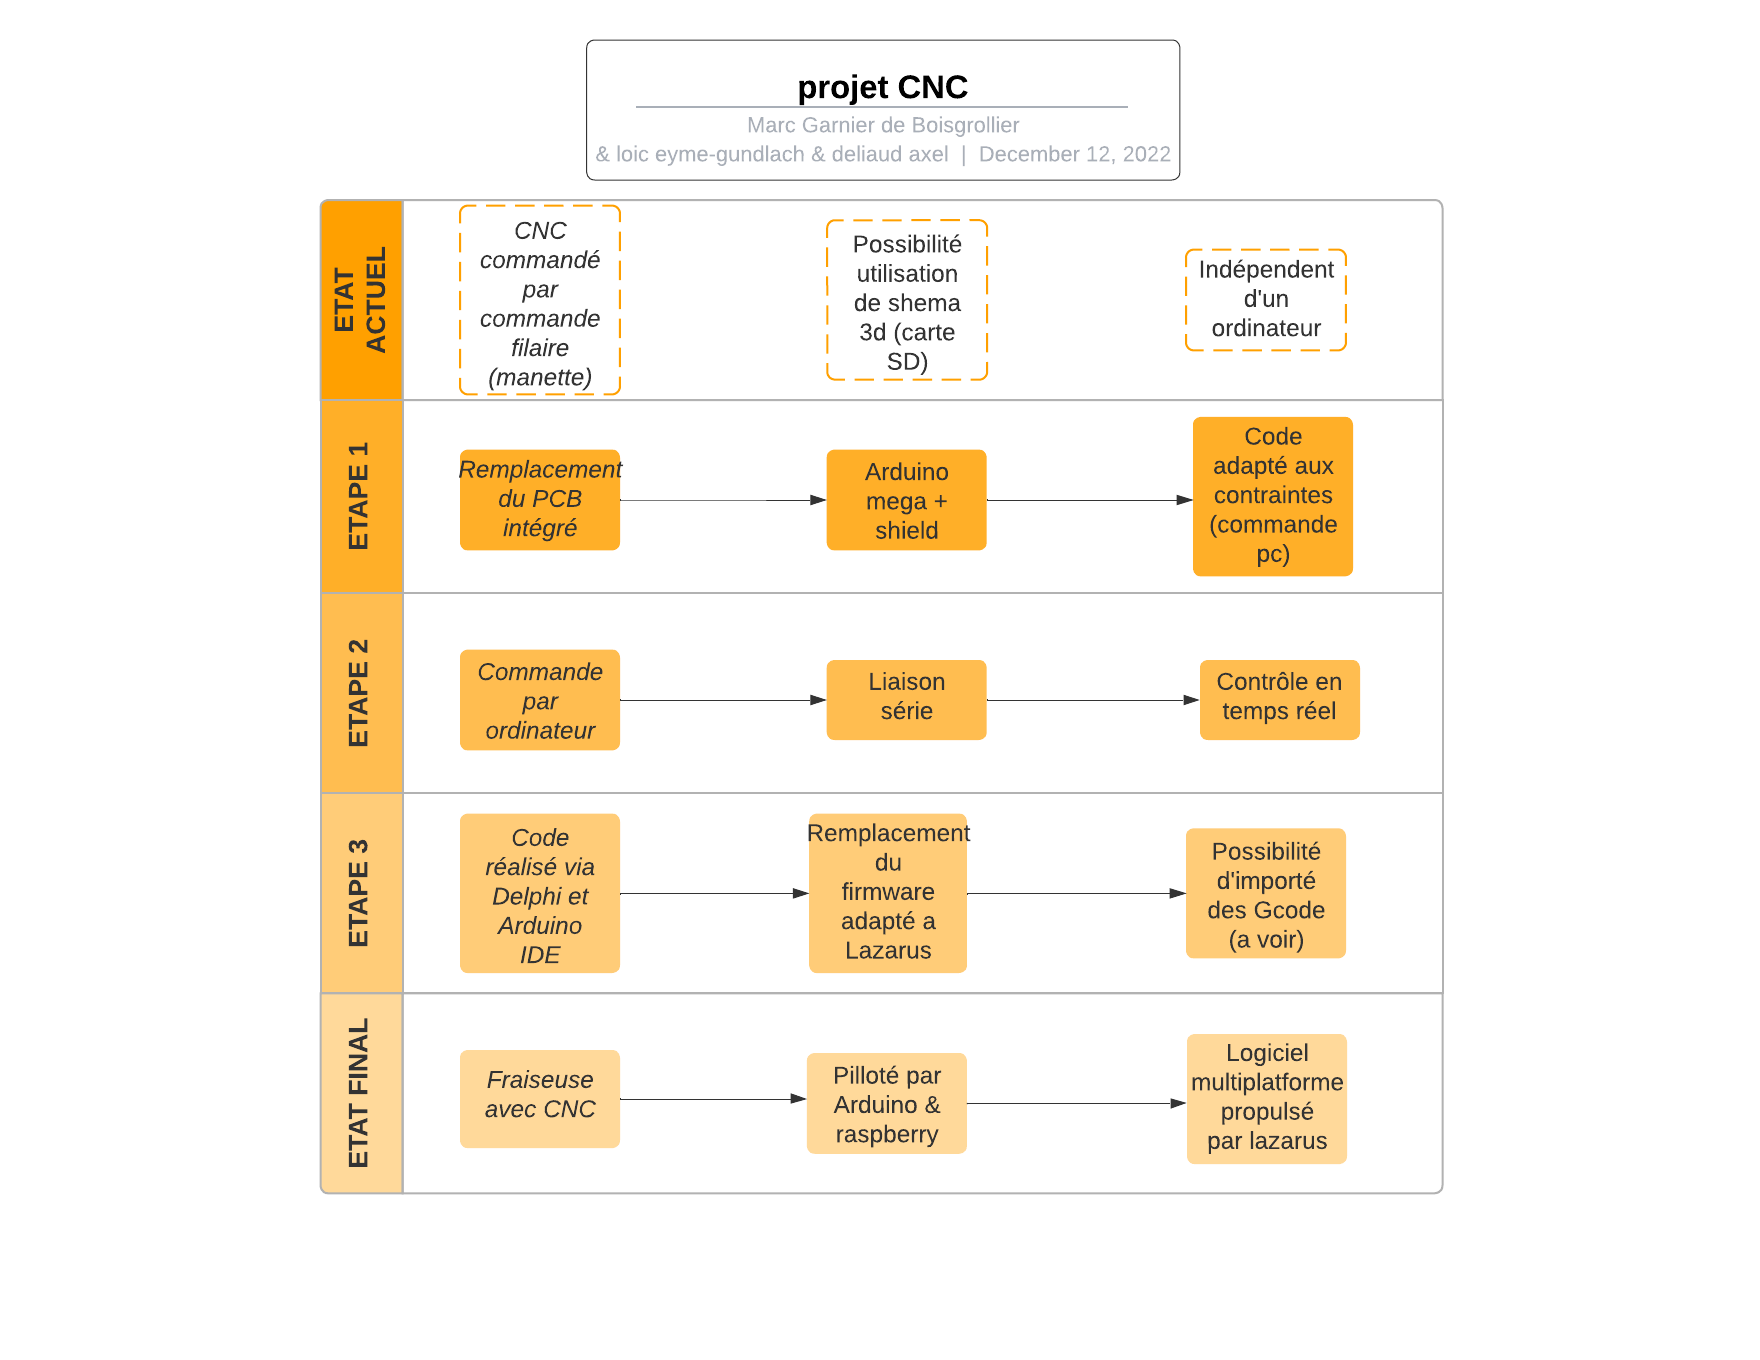 projet CNC
Marc Garnier de Boisgrollier
& loic eyme-gundlach & deliaud axel | December 12, 2022
ETAT
ACTUEL
CNC
commandé
par
commande
filaire
(manette)
Possibilité
utilisation
de shema
3d (carte
SD)
Indépendent
d'un
ordinateur
ETAPE 1
Remplacement
du PCB
intégré
Arduino
mega +
shield
Code
adapté aux
contraintes
(commande
pc)
ETAPE 2
Commande
par
ordinateur
Liaison
série
Contrôle en
temps réel
ETAPE 3
Code
réalisé via
Delphi et
Arduino
IDE
Remplacement
du
firmware
adapté a
Lazarus
Possibilité
d'importé
des Gcode
(a voir)
ETAT FINAL
Fraiseuse
avec CNC
Pilloté par
Arduino &
raspberry
Logiciel
multiplatforme
propulsé
par lazarus